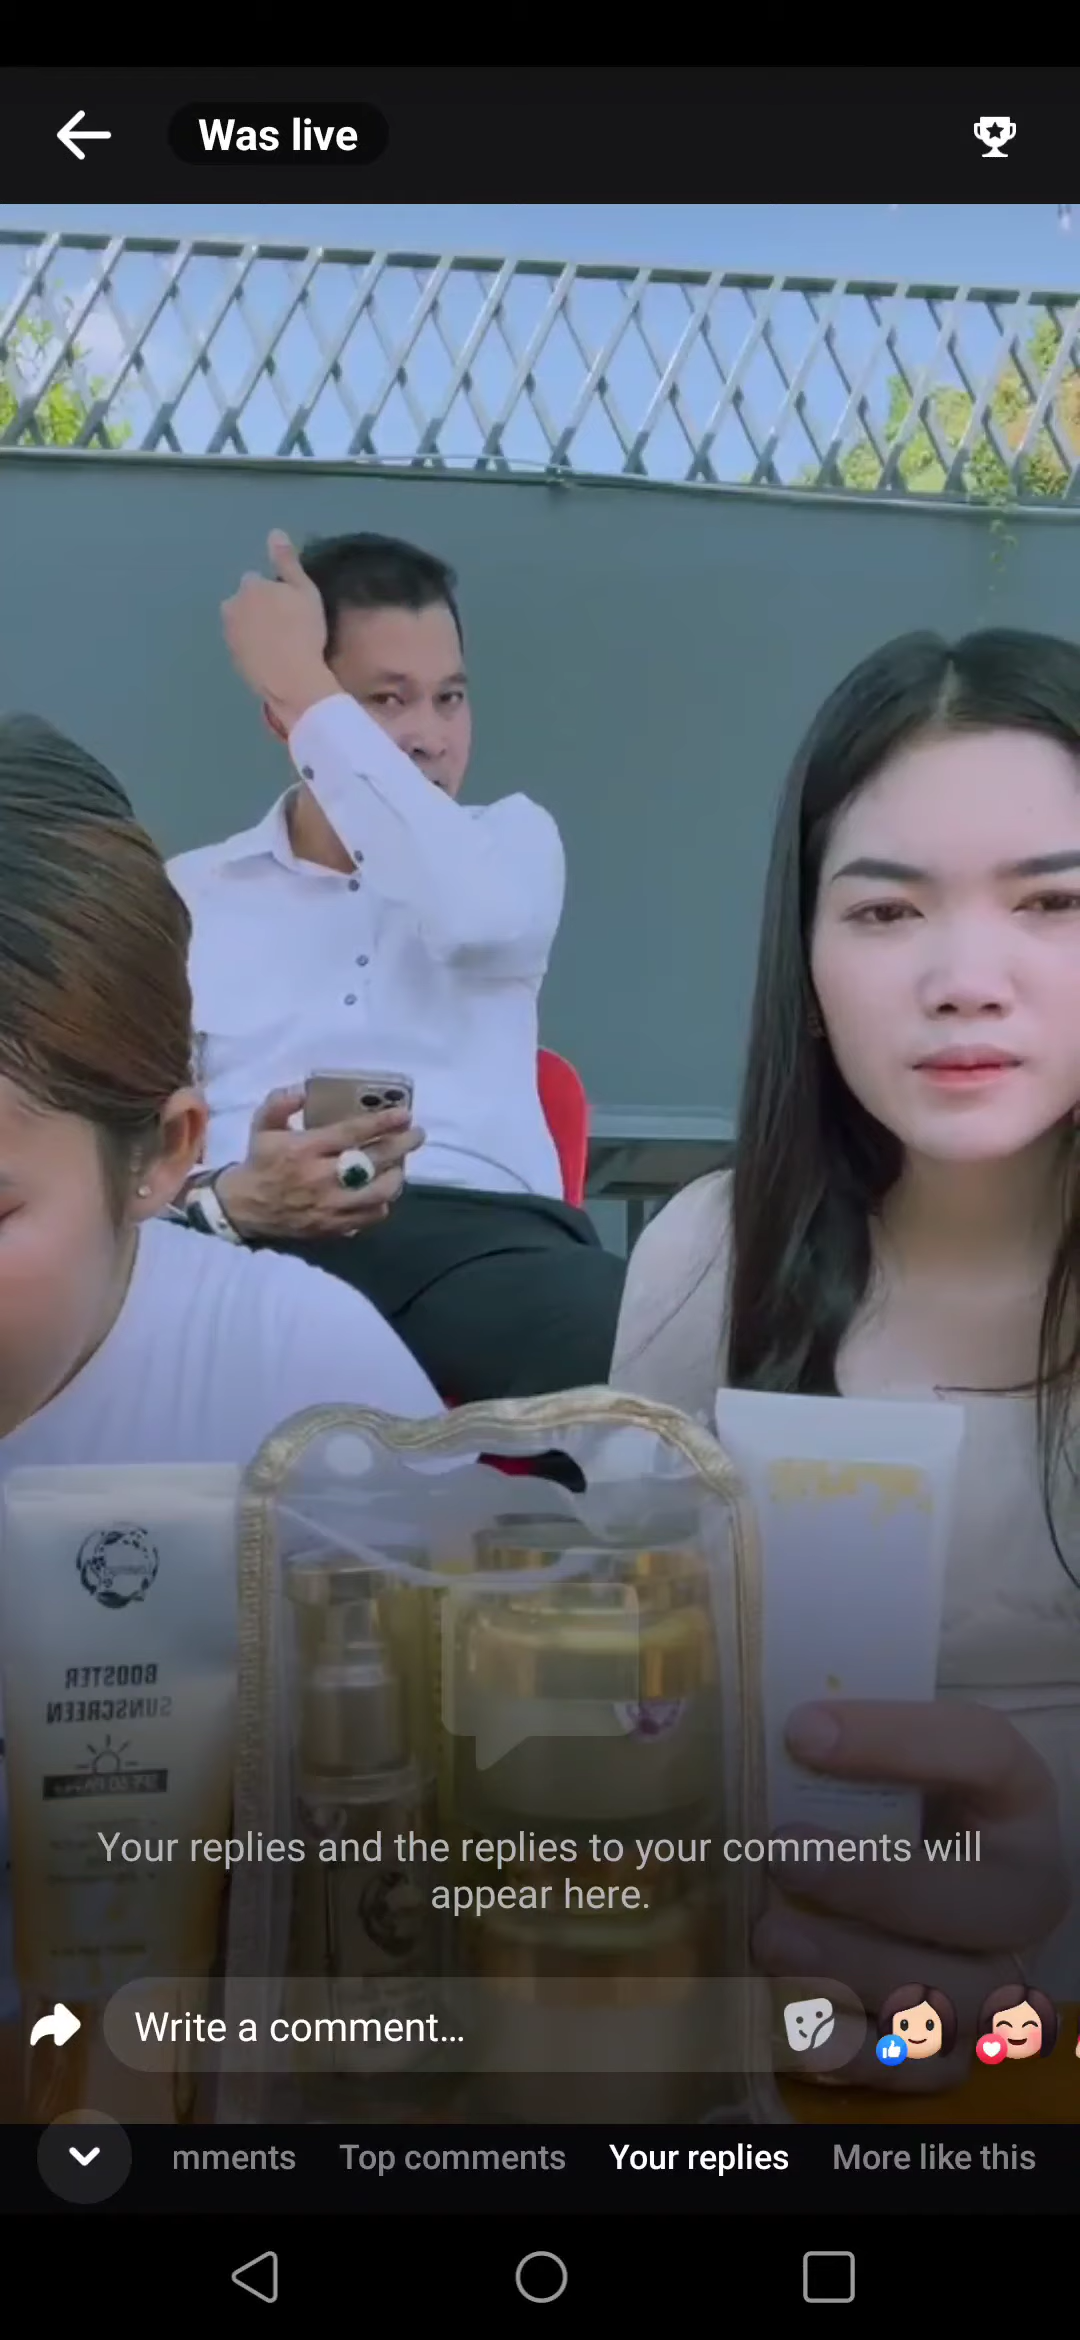 Was live
BOOSTER
SUNSCREEN
Your replies and the replies to your comments will
appear here.
Write a comment...
mments
Top comments
Your replies
More like this